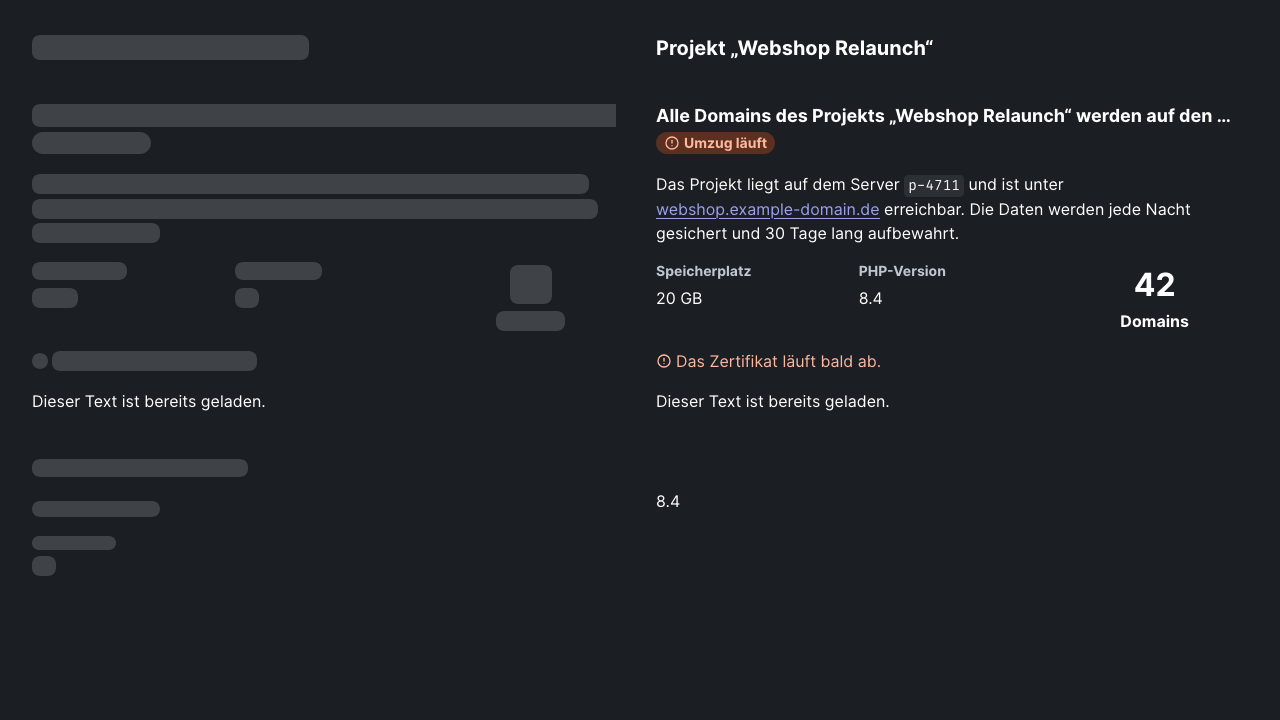 Projekt „Webshop Relaunch“
Alle Domains des Projekts „Webshop Relaunch“ werden auf den ...
Umzug läuft
Das Projekt liegt auf dem Server p-4711 und ist unter
webshop.example-domain.de erreichbar. Die Daten werden jede Nacht
gesichert und 30 Tage lang aufbewahrt.
Speicherplatz
20 GB
PHP-Version
8.4
42
Domains
Das Zertifikat läuft bald ab.
Dieser Text ist bereits geladen.
Dieser Text ist bereits geladen.
8.4